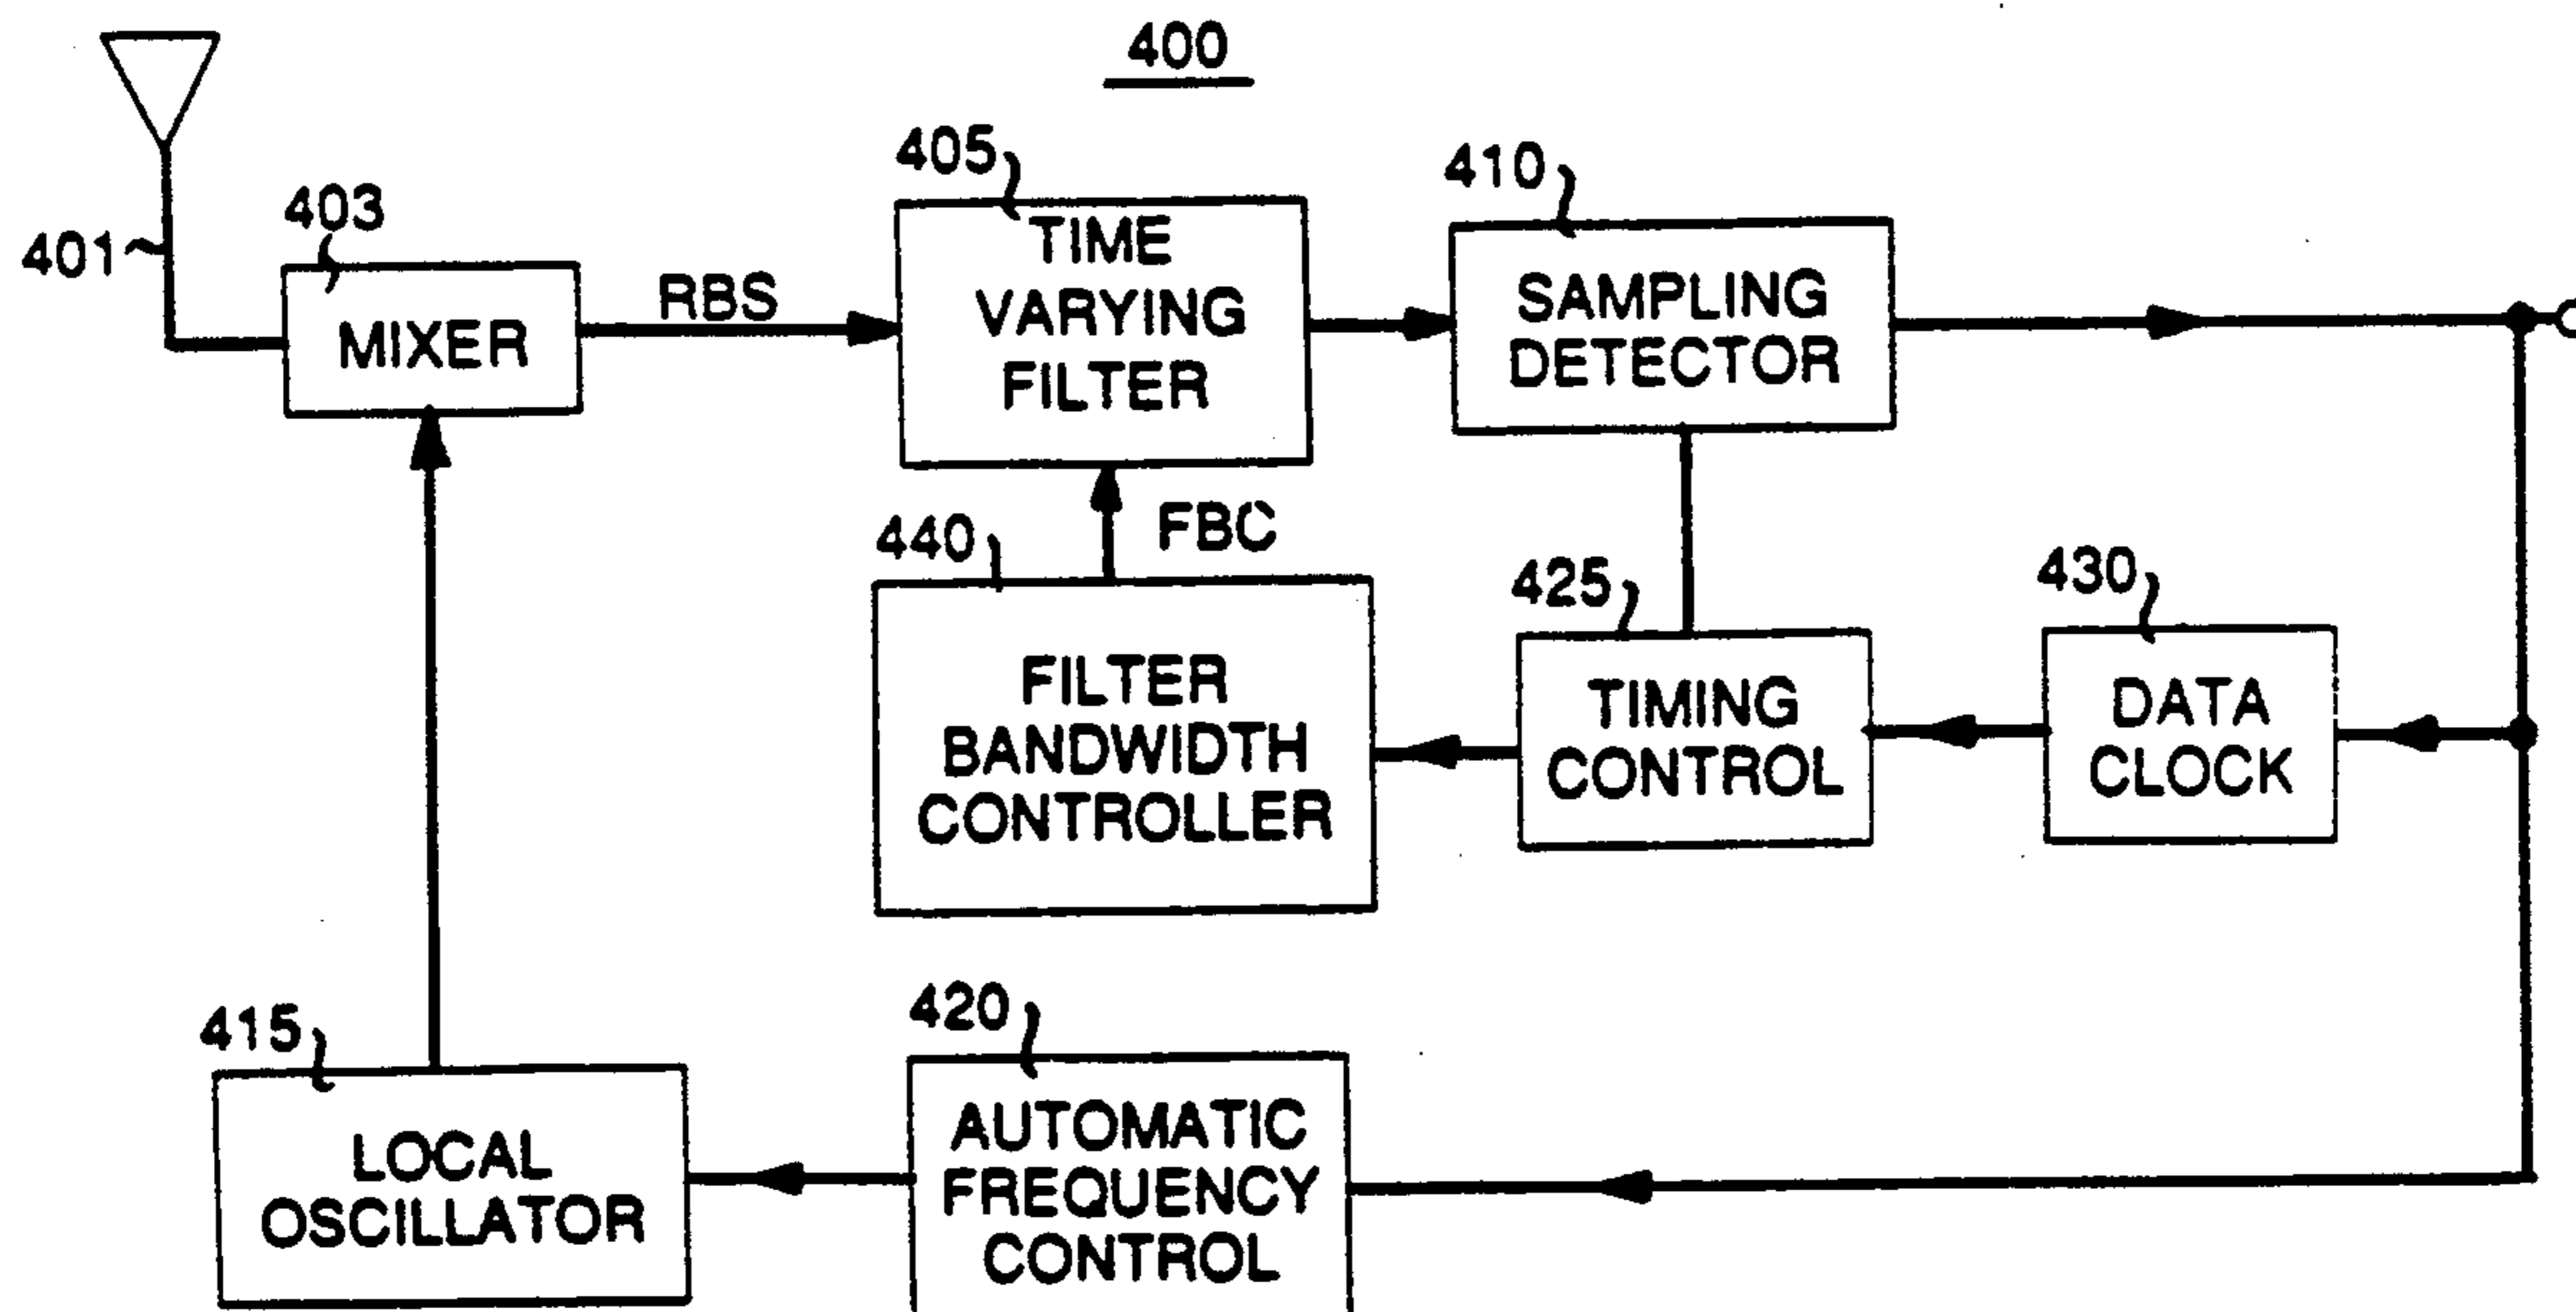 400
401
403
MIXER
RBS
405
TIME
VARYING
FILTER
410
SAMPLING
DETECTOR
440
FBC
FILTER
BANDWIDTH
CONTROLLER
425
TIMING
CONTROL
430
DATA
CLOCK
415
LOCAL
OSCILLATOR
420
AUTOMATIC
FREQUENCY
CONTROL